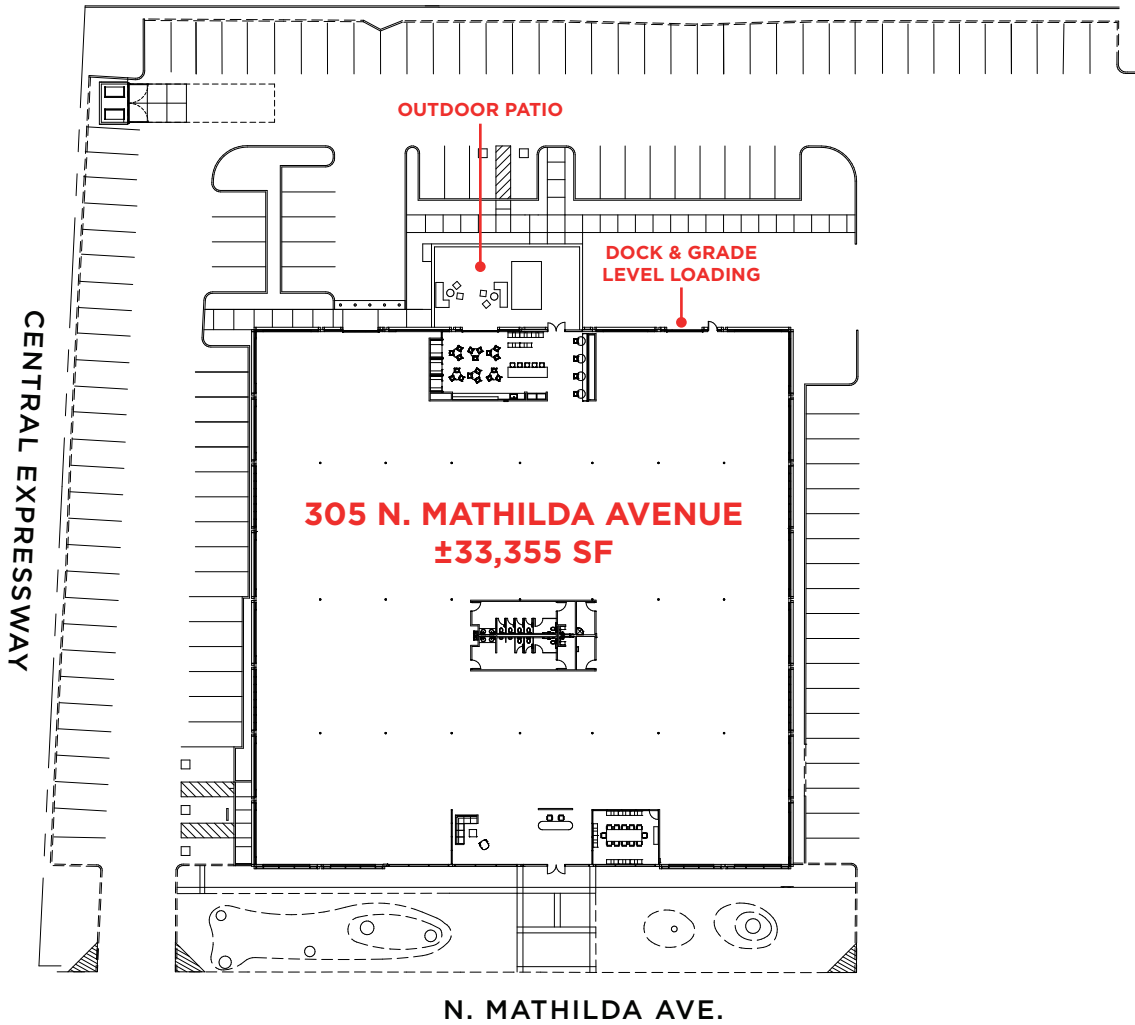 OUTDOOR PATIO
DOCK & GRADE
LEVEL LOADING
CENTRAL EXPRESSWAY
305 N. MATHILDA AVENUE
±33,355 SF
N. MATHILDA AVE.